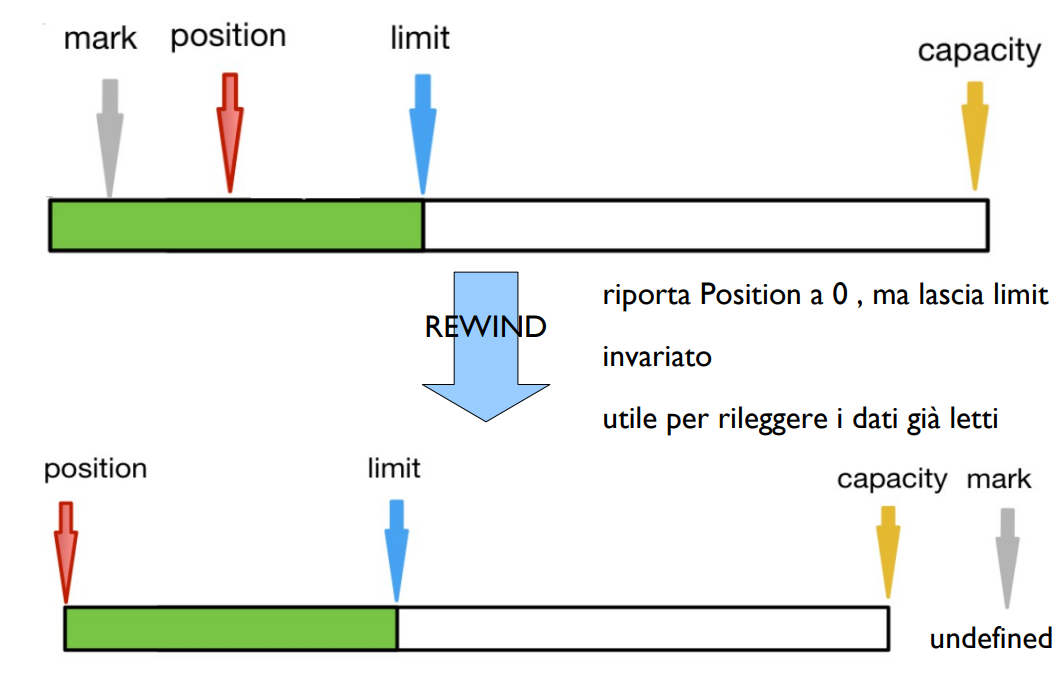 mark position limit capacity
REWIND
riporta Position a 0 , ma lascia limit
invariato
utile per rileggere i dati già letti
position limit capacity mark
undefined